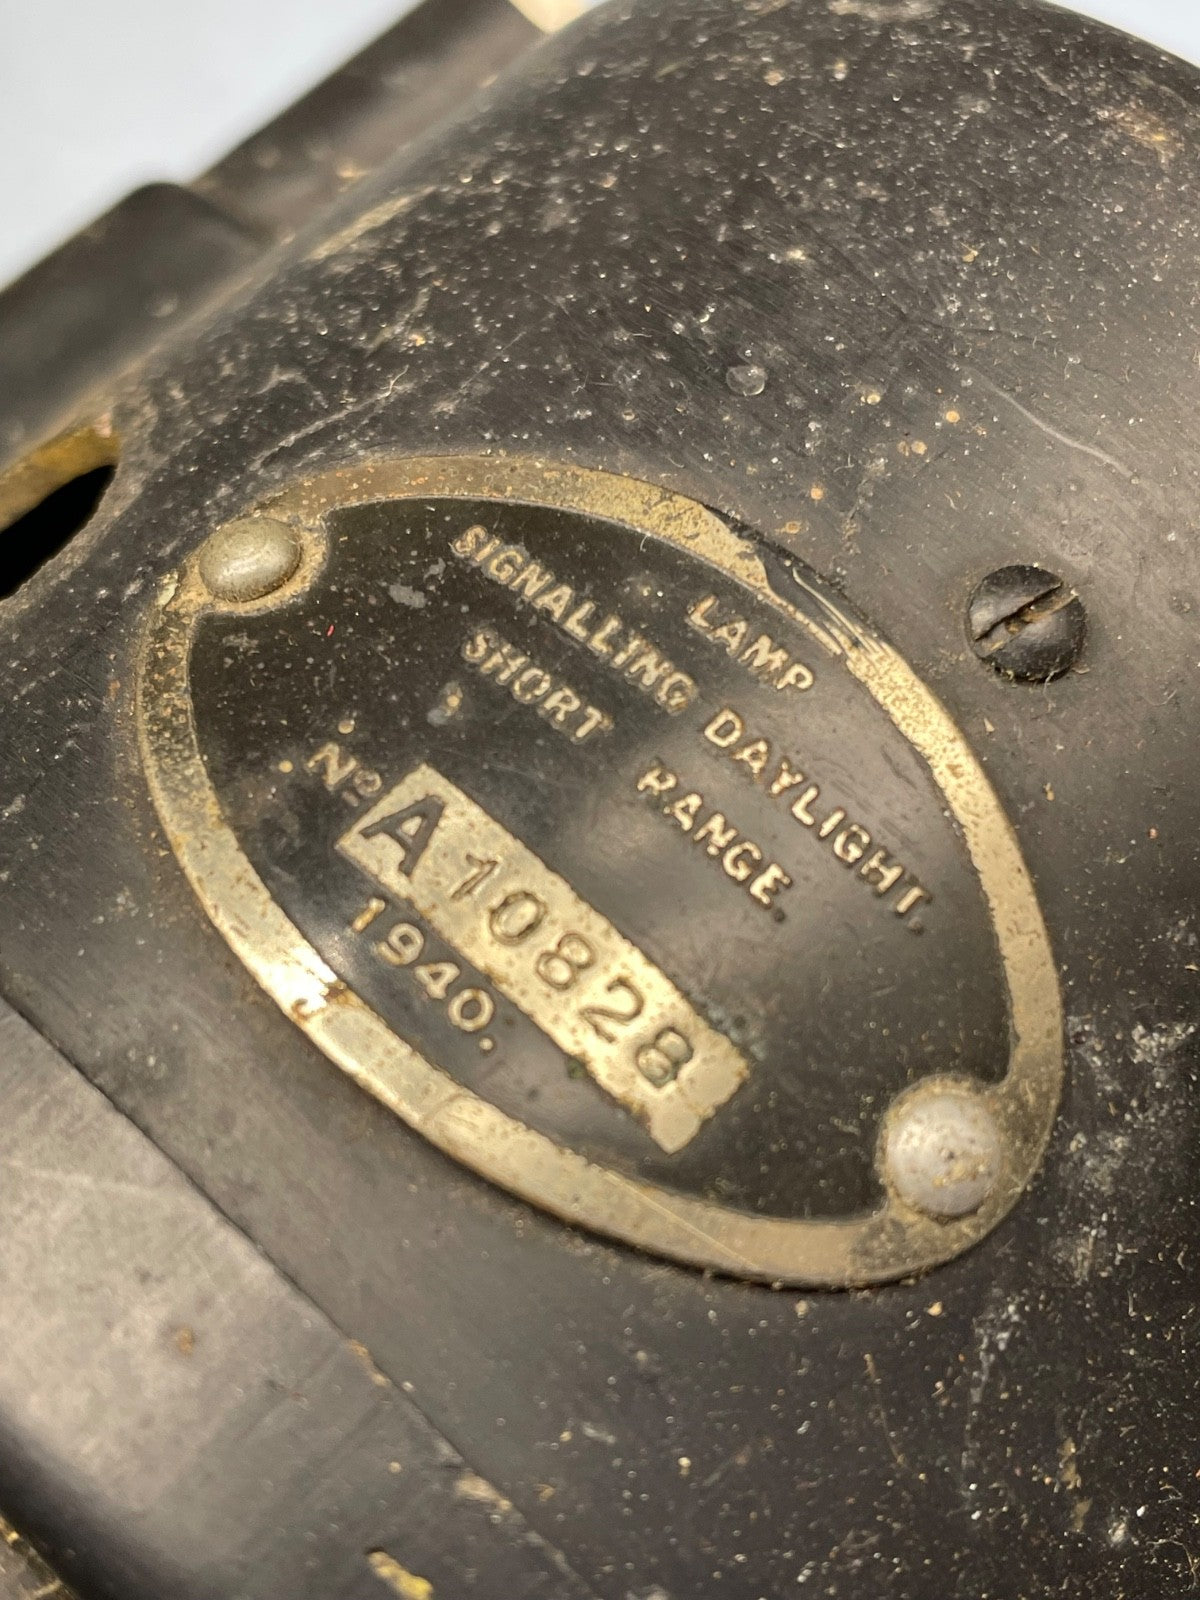 LAMP
SIGNALLING DAYLIGHT.
SHORT RANGE.
Nº A 10828
1940.